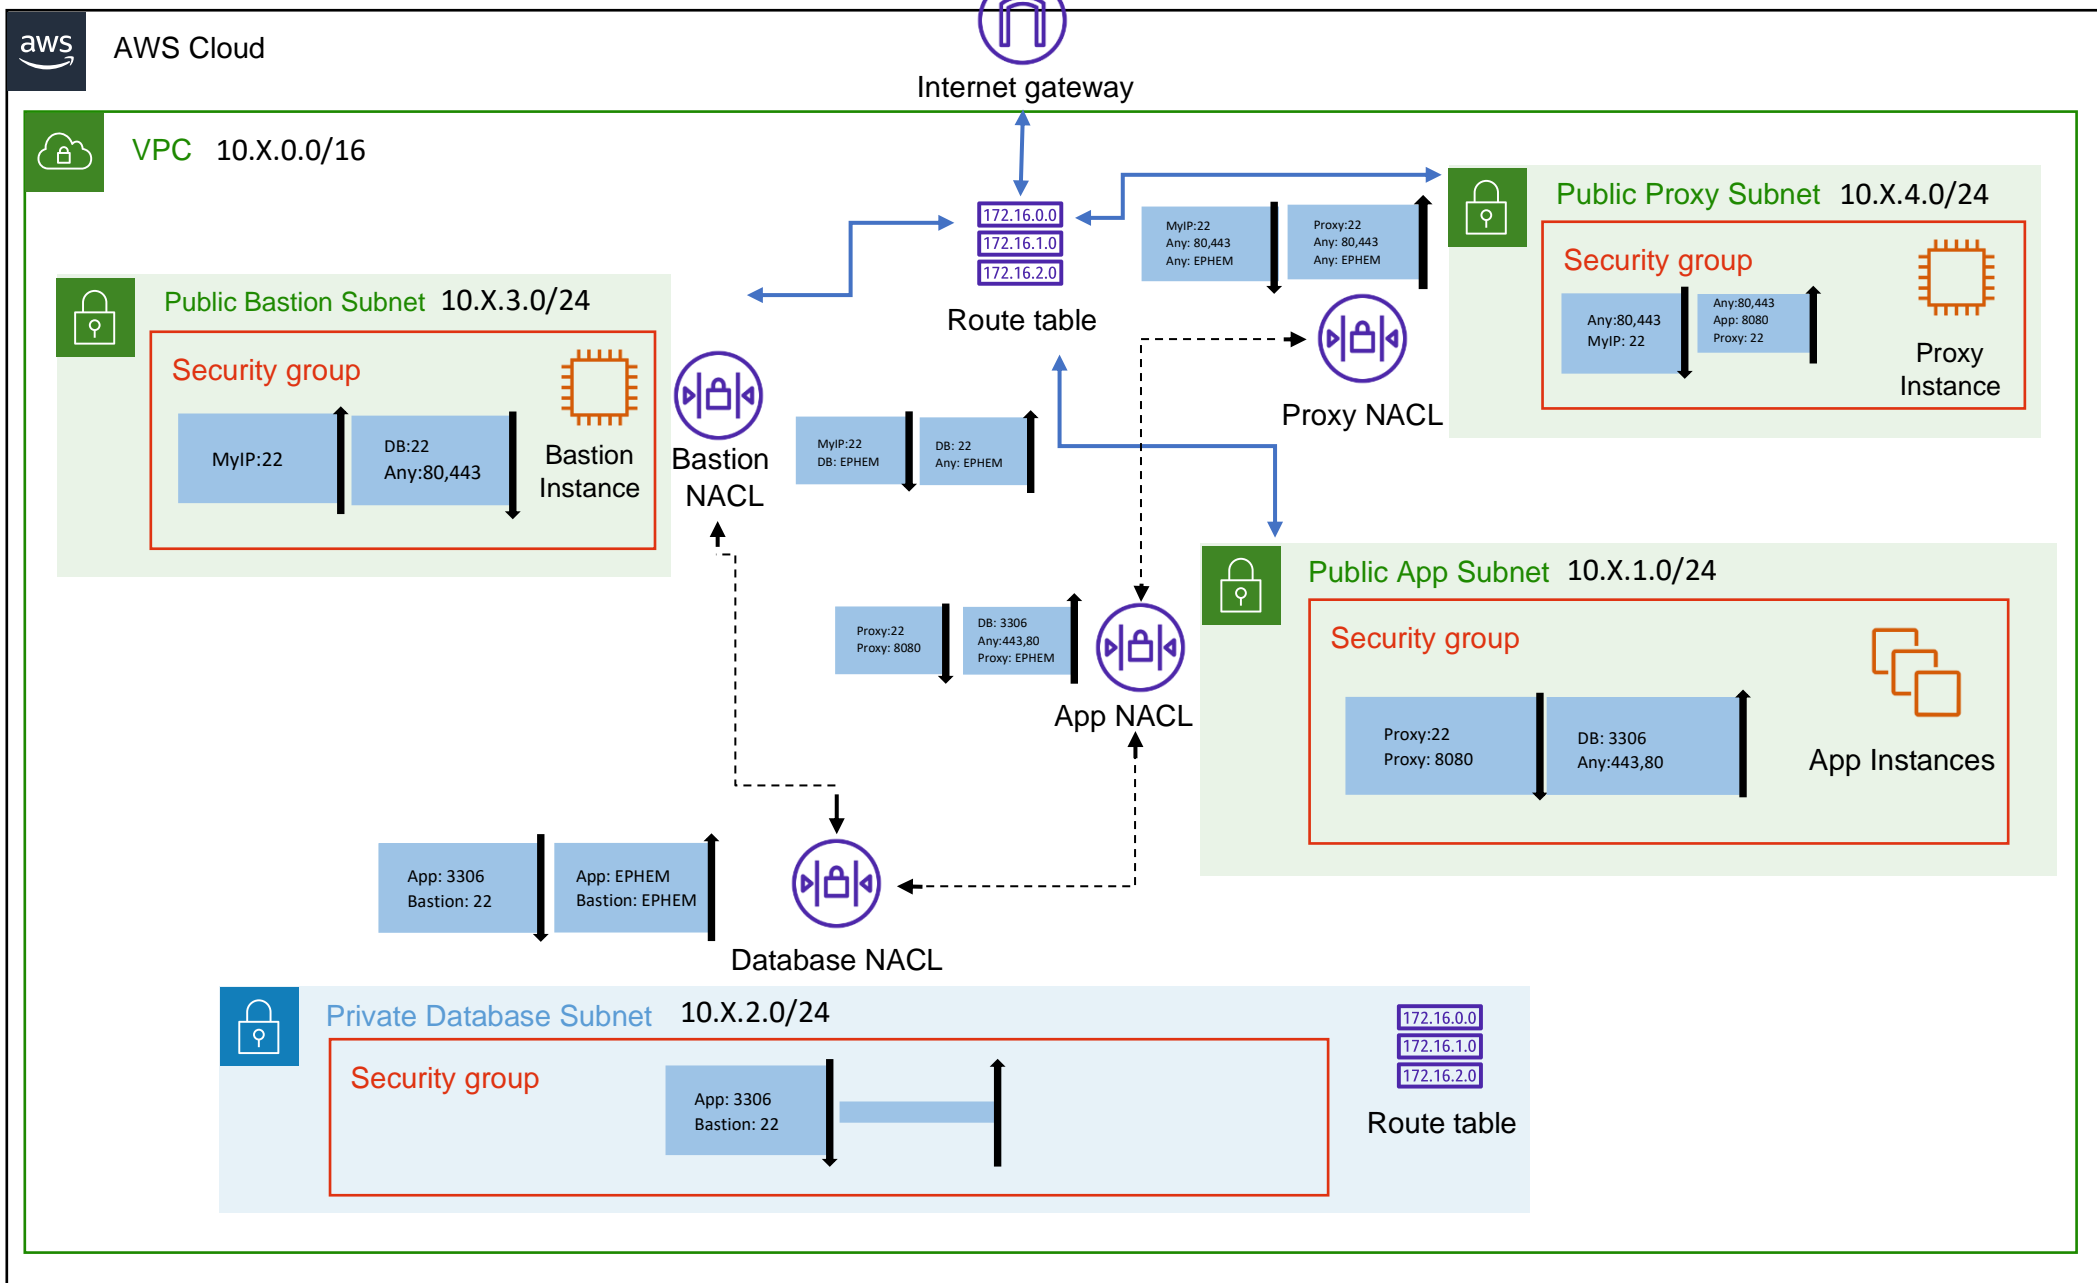 aws
AWS Cloud
Internet gateway
VPC 10.X.0.0/16
172.16.0.0
172.16.1.0
172.16.2.0
Route table
MyIP:22
Any: 80,443
Any: EPHEM
Proxy:22
Any: 80,443
Any: EPHEM
Proxy NACL
Public Proxy Subnet 10.X.4.0/24
Security group
Any:80,443
MyIP: 22
Any:80,443
App: 8080
Proxy: 22
Proxy
Instance
Public Bastion Subnet 10.X.3.0/24
Security group
MyIP:22
DB:22
Any:80,443
Bastion
Instance
Bastion
NACL
MyIP:22
DB: EPHEM
DB: 22
Any: EPHEM
Public App Subnet 10.X.1.0/24
Security group
Proxy:22
Proxy: 8080
DB: 3306
Any:443,80
App Instances
Proxy:22
Proxy: 8080
DB: 3306
Any:443,80
Proxy: EPHEM
App NACL
App: 3306
Bastion: 22
App: EPHEM
Bastion: EPHEM
Database NACL
Private Database Subnet 10.X.2.0/24
Security group
App: 3306
Bastion: 22
172.16.0.0
172.16.1.0
172.16.2.0
Route table